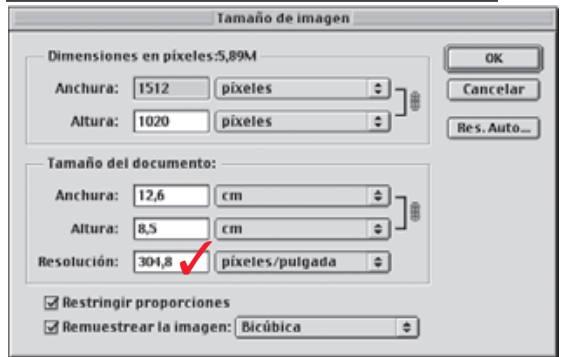 Tamaño de imagen
Dimensiones en píxeles:5,89M
Anchura: 1512 píxeles
Altura: 1020 píxeles
Tamaño del documento:
Anchura: 12,6 cm
Altura: 8,5 cm
Resolución: 304,8 píxeles/pulgada
Restringir proporciones
Remuestrear la imagen: Bicúbica
OK
Cancelar
Res. Auto...